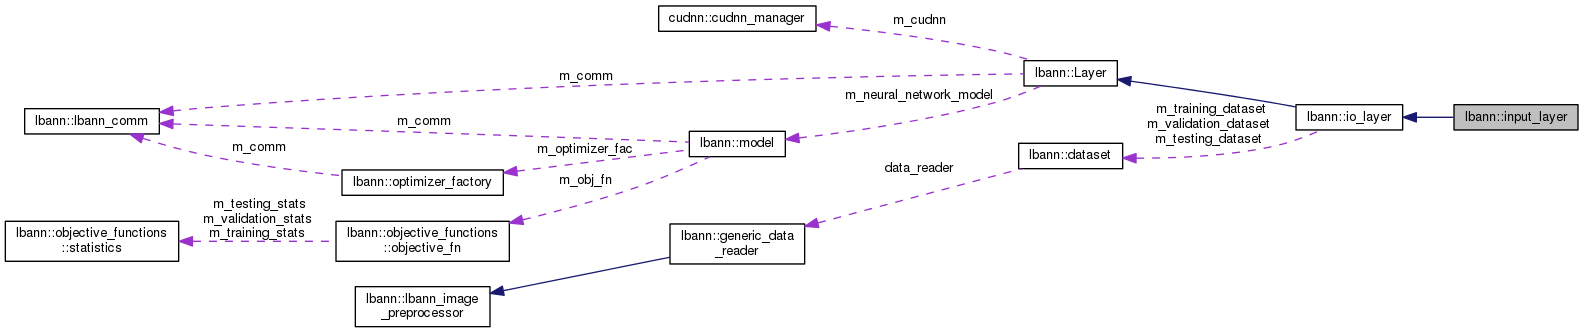 cudnn::cudnn_manager
m_cudnn
lbann::Layer
m_comm
m_neural_network_model
lbann::lbann_comm
m_comm
m_training_dataset
m_validation_dataset
m_testing_dataset
lbann::io_layer
lbann::input_layer
lbann::model
m_comm
m_optimizer_fac
lbann::dataset
data_reader
lbann::optimizer_factory
m_obj_fn
m_testing_stats
m_validation_stats
m_training_stats
lbann::objective_functions
::statistics
lbann::objective_functions
::objective_fn
lbann::generic_data
_reader
lbann::lbann_image
_preprocessor